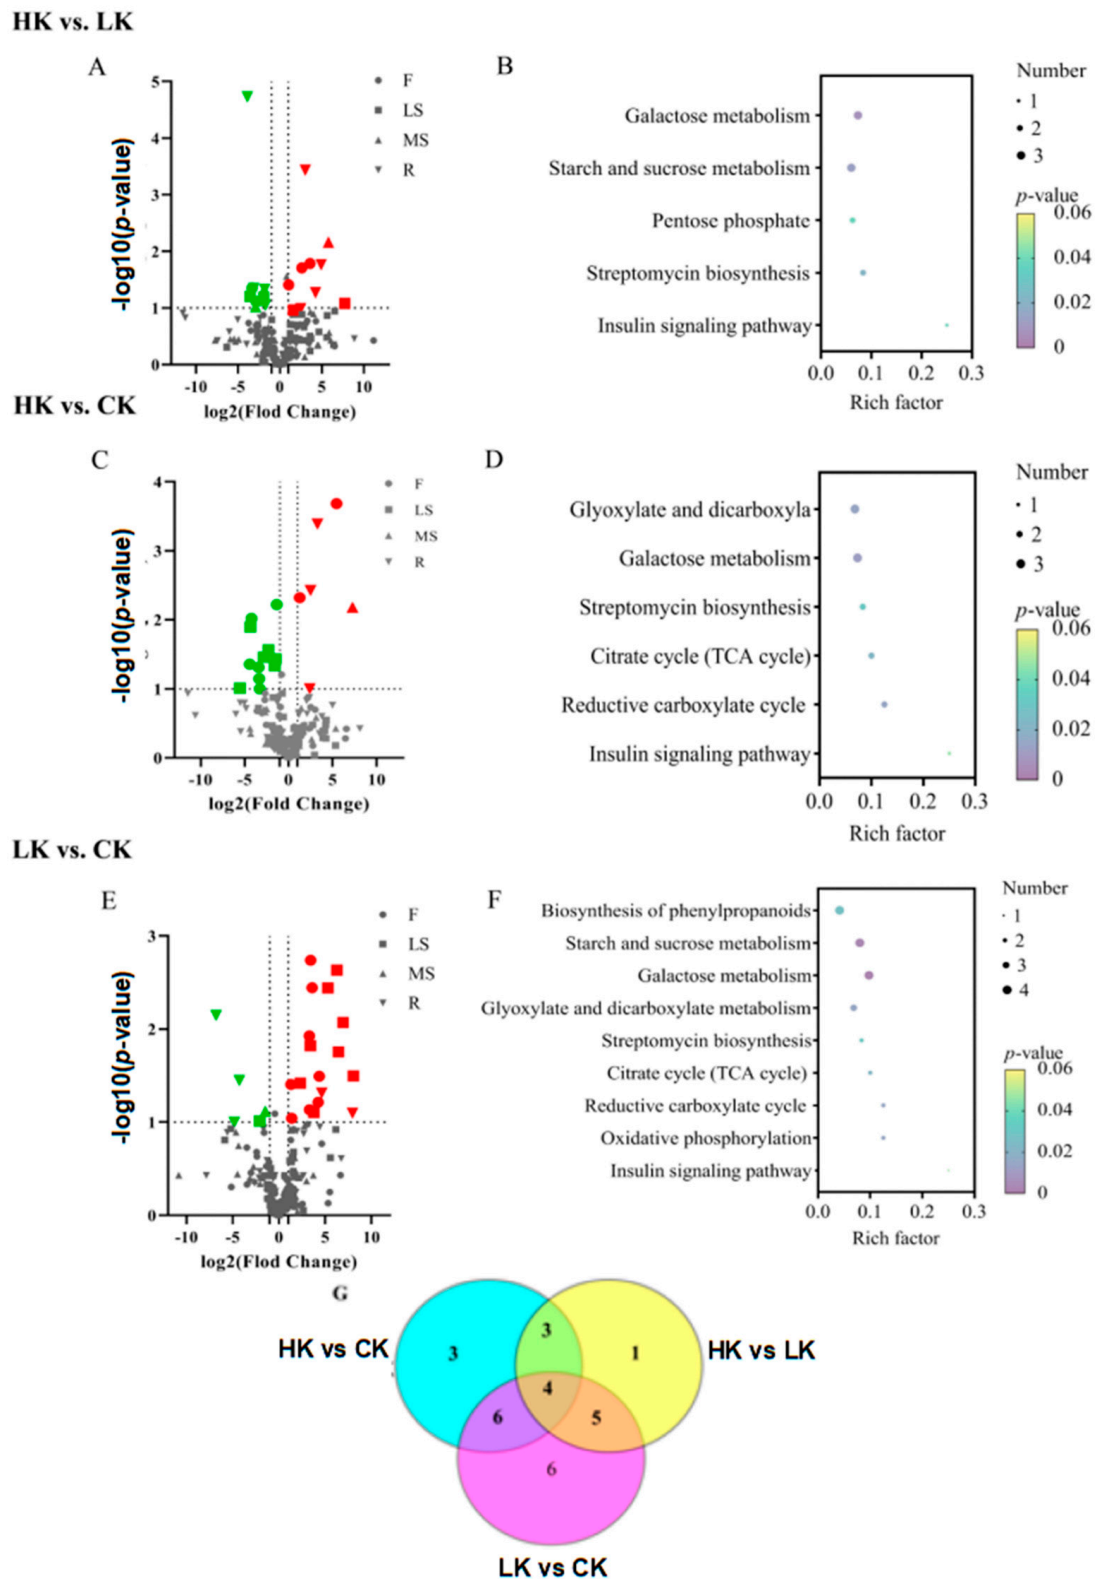 HK vs. LK
A
F
LS
MS
R
5
4
3
2
1
0
-log10(p-value)
-10 -5 0 5 10
log2(Flod Change)
B
Galactose metabolism
Starch and sucrose metabolism
Pentose phosphate
Streptomycin biosynthesis
Insulin signaling pathway
0.0 0.1 0.2 0.3
Rich factor
Number
1
2
3
p-value
0.06
0.04
0.02
0
HK vs. CK
C
F
LS
MS
R
4
3
2
1
0
-log10(p-value)
-10 -5 0 5 10
log2(Fold Change)
D
Glyoxylate and dicarboxyla
Galactose metabolism
Streptomycin biosynthesis
Citrate cycle (TCA cycle)
Reductive carboxylate cycle
Insulin signaling pathway
0.0 0.1 0.2 0.3
Rich factor
Number
1
2
3
p-value
0.06
0.04
0.02
0
LK vs. CK
E
F
LS
MS
R
3
2
1
0
-log10(p-value)
-10 -5 0 5 10
log2(Flod Change)
F
Biosynthesis of phenylpropanoids
Starch and sucrose metabolism
Galactose metabolism
Glyoxylate and dicarboxylate metabolism
Streptomycin biosynthesis
Citrate cycle (TCA cycle)
Reductive carboxylate cycle
Oxidative phosphorylation
Insulin signaling pathway
0.0 0.1 0.2 0.3
Rich factor
Number
1
2
3
4
p-value
0.06
0.04
0.02
0
G
HK vs CK
HK vs LK
3
3
1
4
6
5
6
LK vs CK